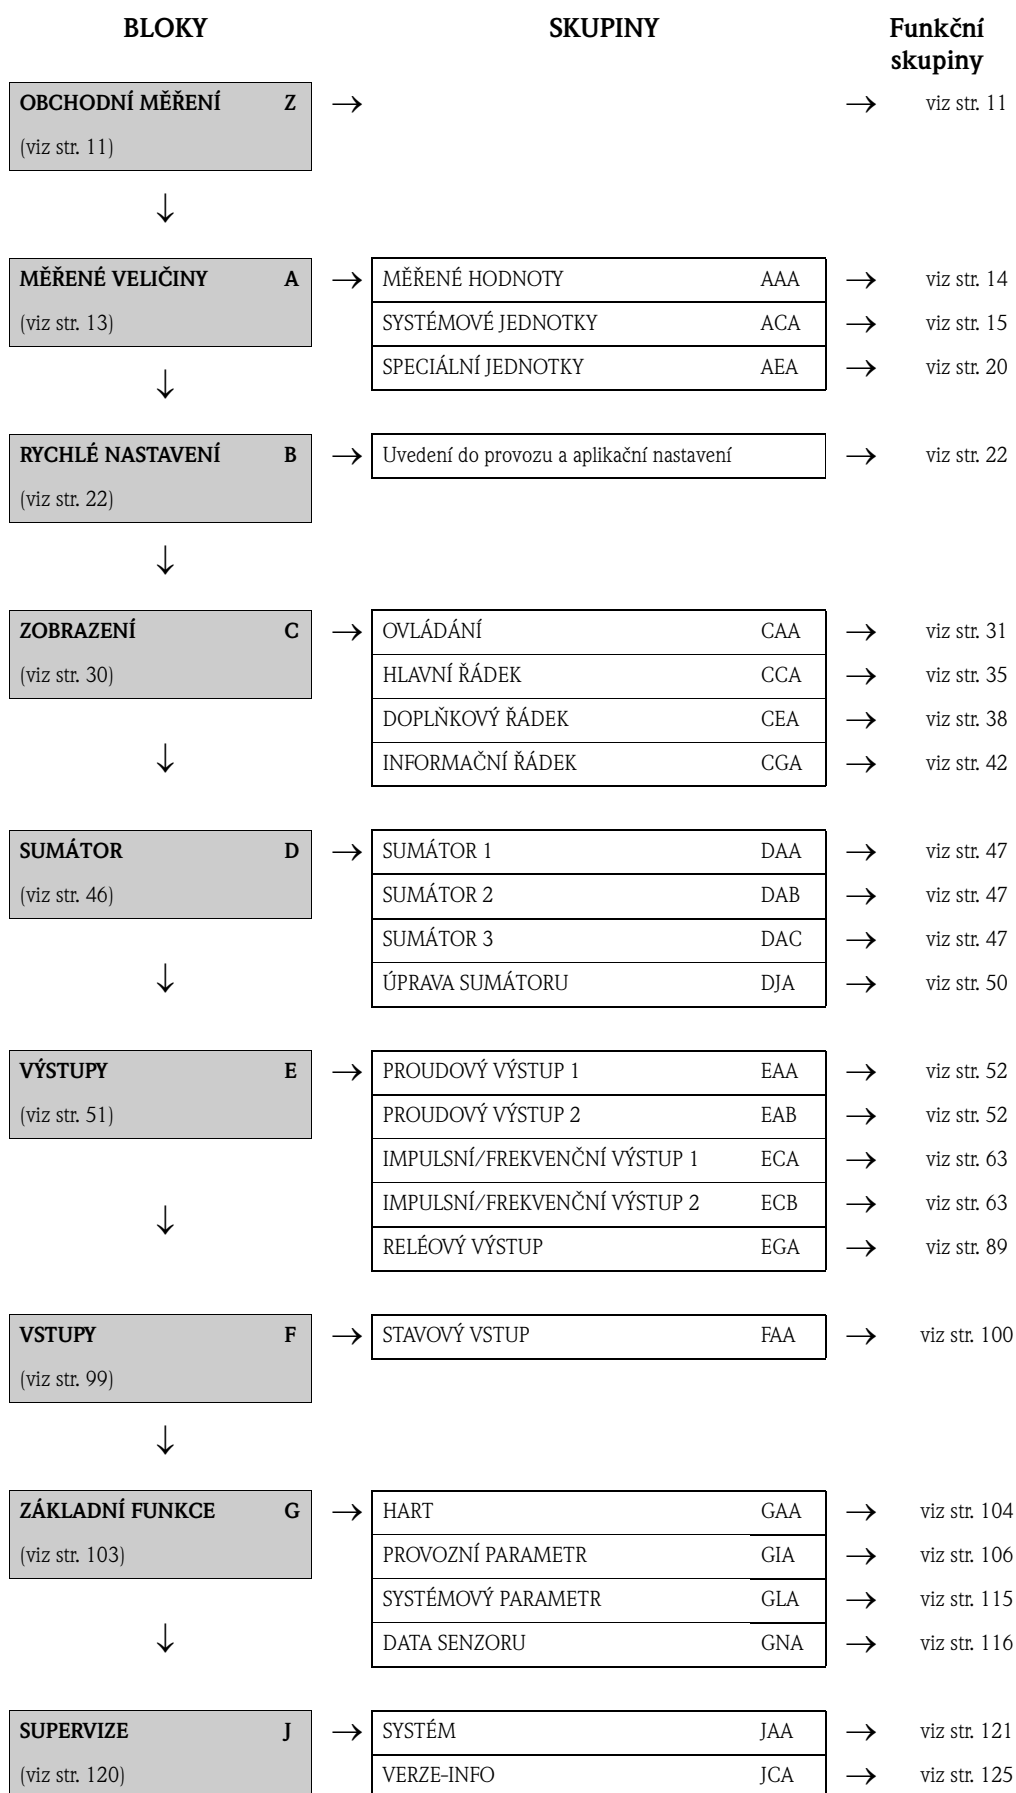 BLOKY SKUPINY Funkční
skupiny
OBCHODNÍ MĚŘENÍ Z → → viz str. 11
(viz str. 11)
↓
MĚŘENÉ VELIČINY A → MĚŘENÉ HODNOTY AAA → viz str. 14
(viz str. 13) SYSTÉMOVÉ JEDNOTKY ACA → viz str. 15
↓ SPECIÁLNÍ JEDNOTKY AEA → viz str. 20
RYCHLÉ NASTAVENÍ B → Uvedení do provozu a aplikační nastavení → viz str. 22
(viz str. 22)
↓
ZOBRAZENÍ C → OVLÁDÁNÍ CAA → viz str. 31
(viz str. 30) HLAVNÍ ŘÁDEK CCA → viz str. 35
DOPLŇKOVÝ ŘÁDEK CEA → viz str. 38
↓ INFORMAČNÍ ŘÁDEK CGA → viz str. 42
SUMÁTOR D → SUMÁTOR 1 DAA → viz str. 47
(viz str. 46) SUMÁTOR 2 DAB → viz str. 47
SUMÁTOR 3 DAC → viz str. 47
↓ ÚPRAVA SUMÁTORU DJA → viz str. 50
VÝSTUPY E → PROUDOVÝ VÝSTUP 1 EAA → viz str. 52
(viz str. 51) PROUDOVÝ VÝSTUP 2 EAB → viz str. 52
IMPULSNÍ/FREKVENČNÍ VÝSTUP 1 ECA → viz str. 63
↓ IMPULSNÍ/FREKVENČNÍ VÝSTUP 2 ECB → viz str. 63
RELÉOVÝ VÝSTUP EGA → viz str. 89
VSTUPY F → STAVOVÝ VSTUP FAA → viz str. 100
(viz str. 99)
↓
ZÁKLADNÍ FUNKCE G → HART GAA → viz str. 104
(viz str. 103) PROVOZNÍ PARAMETR GIA → viz str. 106
SYSTÉMOVÝ PARAMETR GLA → viz str. 115
↓ DATA SENZORU GNA → viz str. 116
SUPERVIZE J → SYSTÉM JAA → viz str. 121
(viz str. 120) VERZE-INFO JCA → viz str. 125